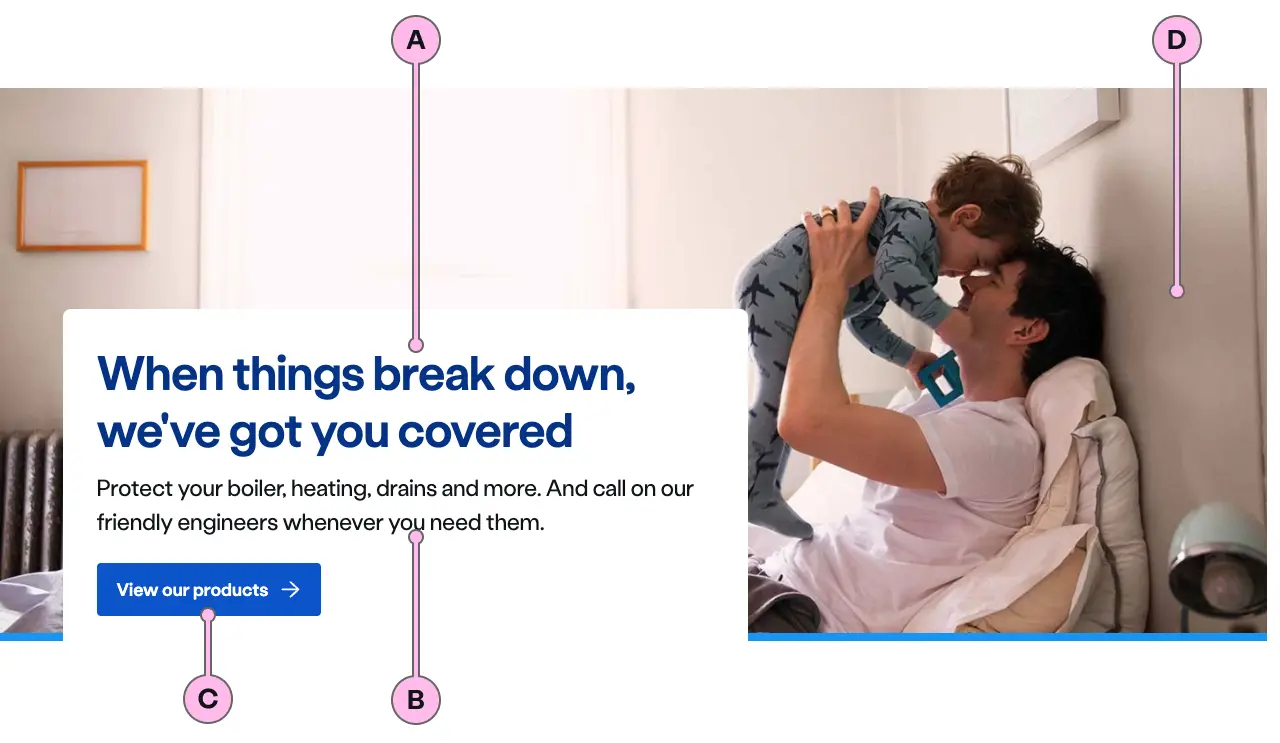 A
D
When things break down,
we've got you covered
Protect your boiler, heating, drains and more. And call on our
friendly engineers whenever you need them.
View our products →
C
B